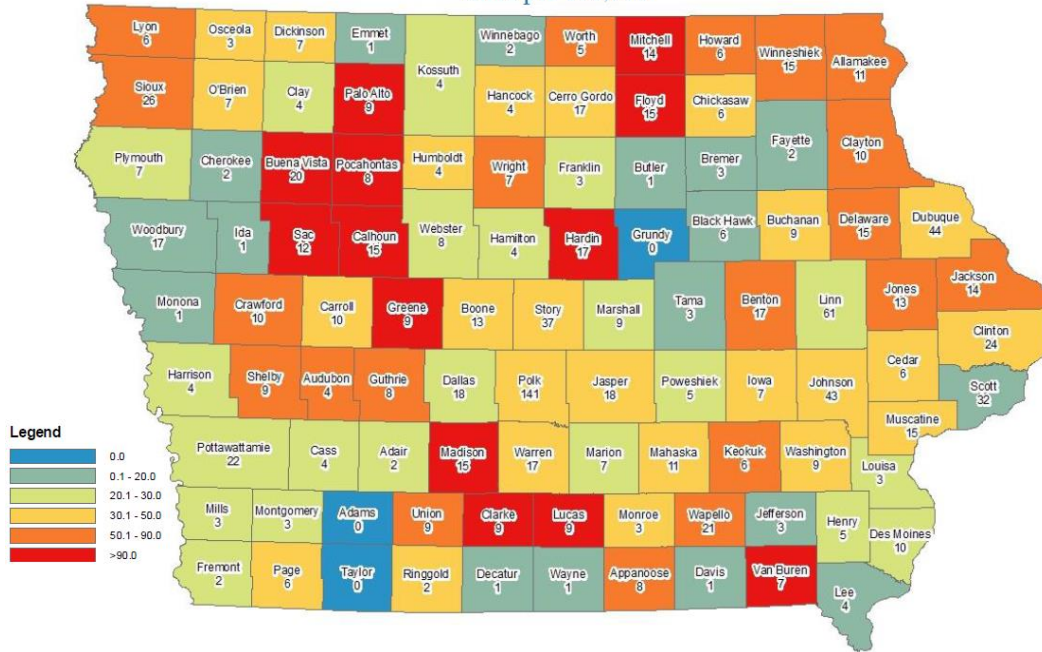 Lyon
6
Osceola
3
Dickinson
7
Emmet
1
Kossuth
4
Winnebago
2
Worth
5
Mitchell
14
Howard
6
Winneshiek
15
Allamakee
11
Sioux
26
O'Brien
7
Clay
4
Palo Alto
9
Hancock
4
Cerro Gordo
17
Floyd
15
Chickasaw
6
Fayette
2
Clayton
10
Plymouth
7
Cherokee
2
Buena Vista
20
Pocahontas
8
Humboldt
4
Wright
7
Franklin
3
Butler
1
Bremer
3
Woodbury
17
Ida
1
Sac
12
Calhoun
15
Webster
8
Hamilton
4
Hardin
17
Grundy
0
Black Hawk
6
Buchanan
9
Delaware
15
Dubuque
44
Monona
1
Crawford
10
Carroll
10
Greene
9
Boone
13
Story
37
Marshall
9
Tama
3
Benton
17
Linn
61
Jones
13
Jackson
14
Clinton
24
Harrison
4
Shelby
9
Audubon
4
Guthrie
8
Dallas
18
Polk
141
Jasper
18
Poweshiek
5
Iowa
7
Johnson
43
Cedar
6
Scott
32
Muscatine
15
Pottawattamie
22
Cass
4
Adair
2
Madison
15
Warren
17
Marion
7
Mahaska
11
Keokuk
6
Washington
9
Louisa
3
Mills
3
Montgomery
3
Adams
0
Union
9
Clarke
9
Lucas
9
Monroe
3
Wapello
21
Jefferson
3
Henry
5
Des Moines
10
Fremont
2
Page
6
Taylor
0
Ringgold
2
Decatur
1
Wayne
1
Appanoose
8
Davis
1
Van Buren
7
Lee
4
Legend
0.0
0.1 - 20.0
20.1 - 30.0
30.1 - 50.0
50.1 - 90.0
>90.0